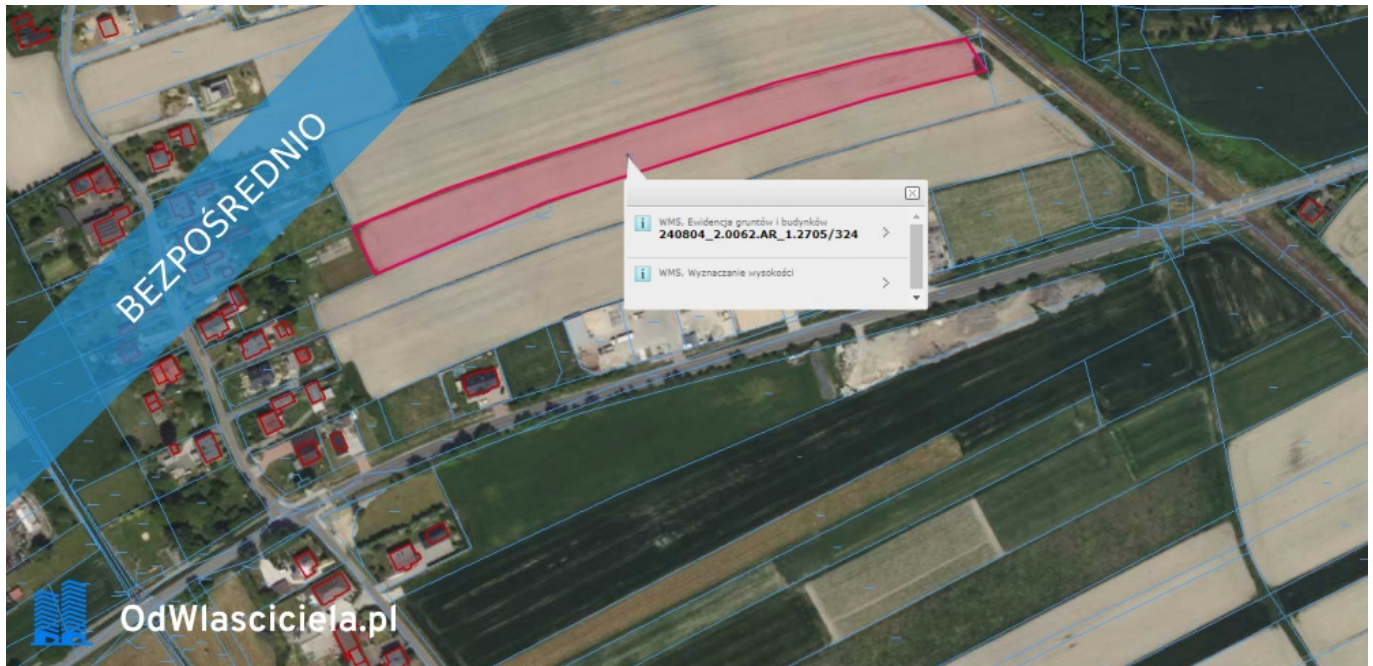 BEZPOŚREDNIO
WMS, Ewidencja gruntów i budynków
240804_2.0062.AR_1.2705/324
WMS, Wyznaczanie wysokości
OdWlasciciela.pl